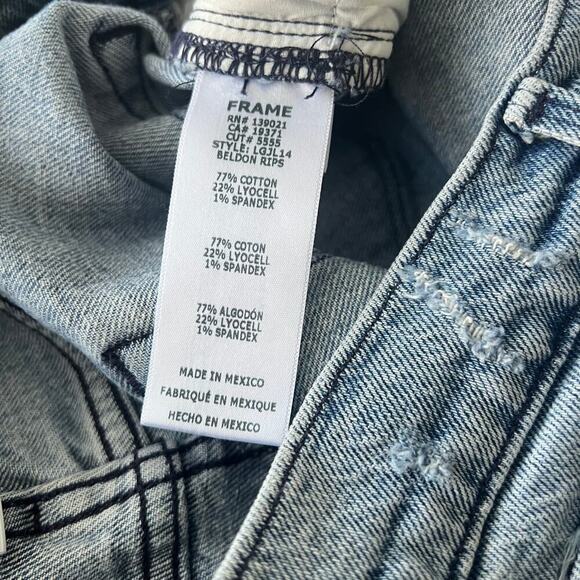 FRAME
RN# 139021
CA# 19371
CUT# 5555
STYLE: LGJL14
BELDON RIPS
77% COTTON
22% LYOCELL
1% SPANDEX
77% COTON
22% LYOCELL
1% SPANDEX
77% ALGODÓN
22% LYOCELL
1% SPANDEX
MADE IN MEXICO
FABRIQUÉ EN MEXIQUE
HECHO EN MEXICO